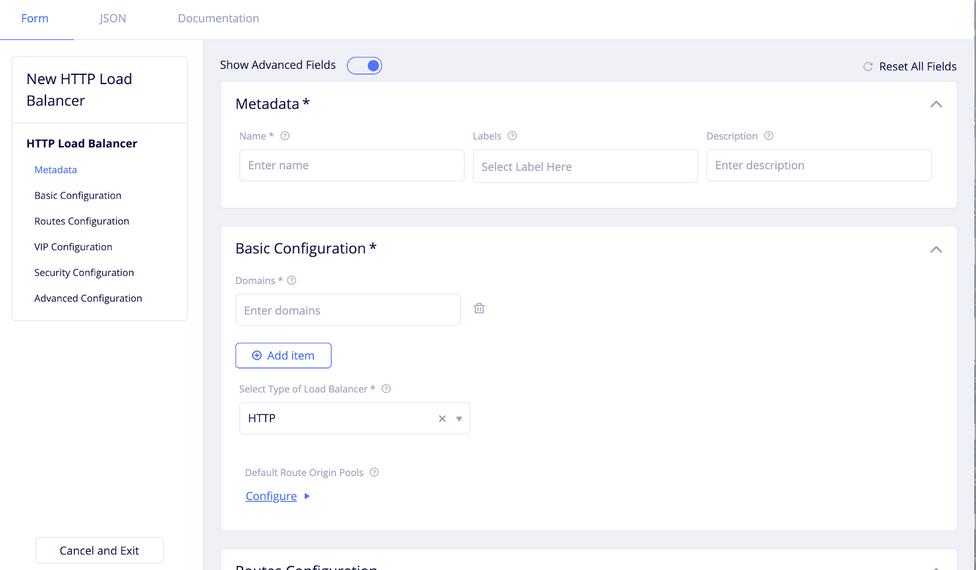 Form JSON Documentation
New HTTP Load
Balancer
HTTP Load Balancer
Metadata
Basic Configuration
Routes Configuration
VIP Configuration
Security Configuration
Advanced Configuration
Cancel and Exit
Show Advanced Fields
Reset All Fields
Metadata *
Name * Labels Description
Enter name Select Label Here Enter description
Basic Configuration *
Domains *
Enter domains
Add item
Select Type of Load Balancer *
HTTP
Default Route Origin Pools
Configure
Routes Configuration